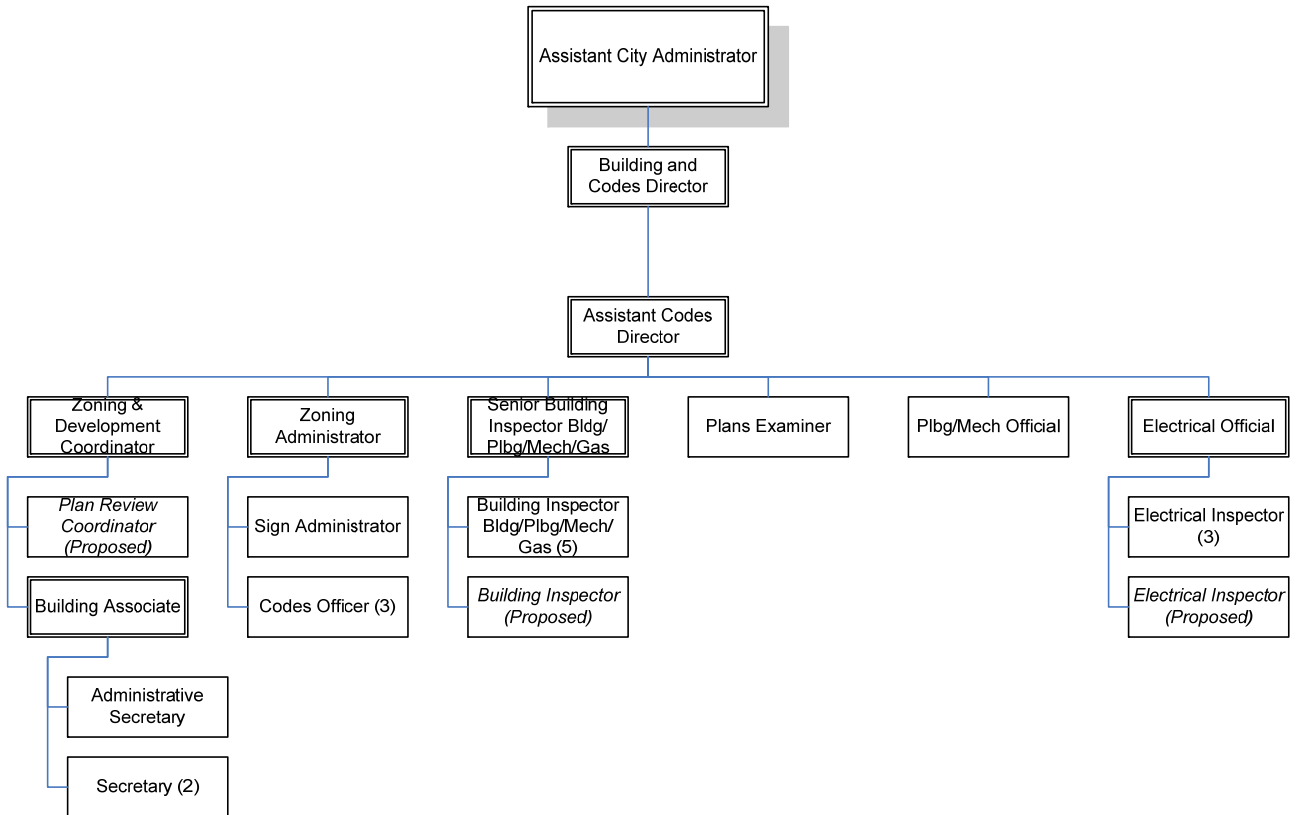 Assistant City Administrator
Building and
Codes Director
Assistant Codes
Director
Zoning &
Development
Coordinator
Zoning
Administrator
Senior Building
Inspector Bldg/
Plbg/Mech/Gas
Plans Examiner
Plbg/Mech Official
Electrical Official
Plan Review
Coordinator
(Proposed)
Sign Administrator
Building Inspector
Bldg/Plbg/Mech/
Gas (5)
Electrical Inspector
(3)
Building Associate
Codes Officer (3)
Building Inspector
(Proposed)
Electrical Inspector
(Proposed)
Administrative
Secretary
Secretary (2)